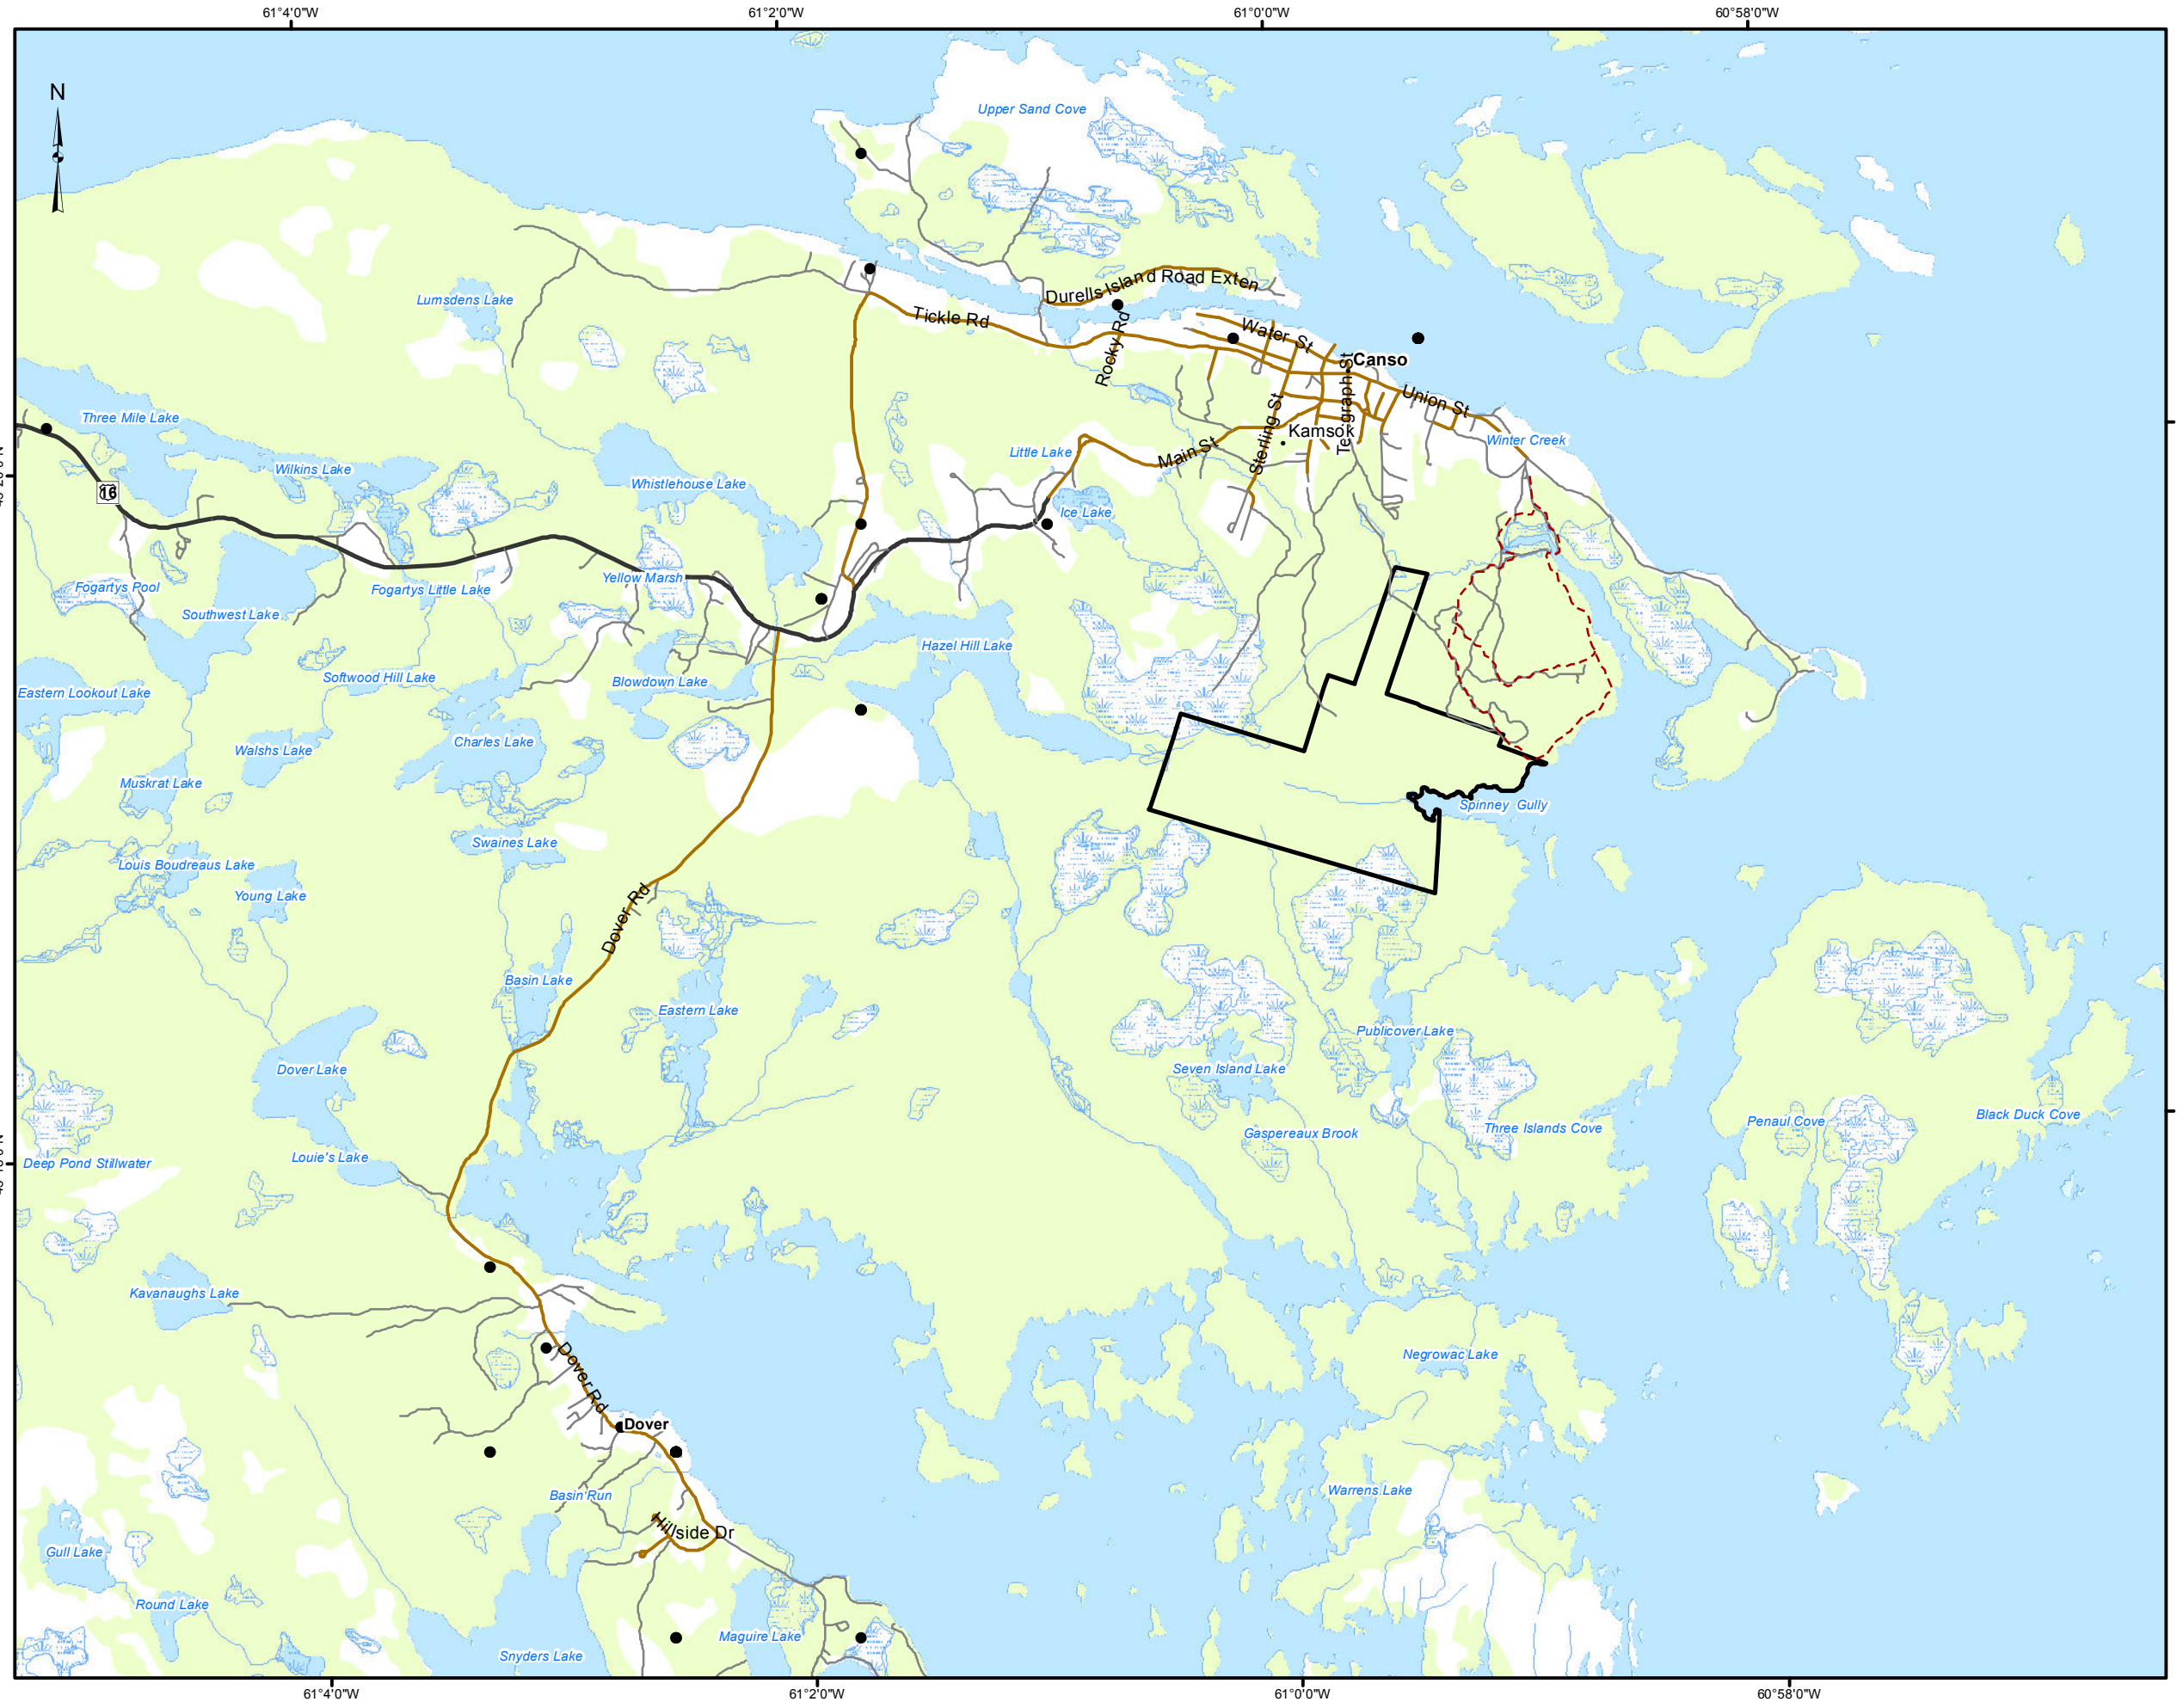 61°4'0"W
61°2'0"W
61°0'0"W
60°58'0"W
N
Upper Sand Cove
Durells Island Road Exten
Lumsdens Lake
Tickle Rd
Water St
Rocky Rd
Canso
Telegraph St
Union St
Three Mile Lake
Sterling St
Kamsok
Winter Creek
Main St
Little Lake
Wilkins Lake
Whistlehouse Lake
16
Ice Lake
Yellow Marsh
Fogartys Pool
Fogartys Little Lake
Southwest Lake
Hazel Hill Lake
Softwood Hill Lake
Blowdown Lake
Eastern Lookout Lake
Charles Lake
Walshs Lake
Muskrat Lake
Spinney Gully
Swaines Lake
Louis Boudreaus Lake
Young Lake
Dover Rd
Basin Lake
Eastern Lake
Publicover Lake
Dover Lake
Seven Island Lake
Black Duck Cove
Penaul Cove
Three Islands Cove
Gaspereaux Brook
Louie's Lake
Deep Pond Stillwater
Kavanaughs Lake
Negrowac Lake
Dover Rd
Dover
Warrens Lake
Basin Run
Hillside Dr
Gull Lake
Round Lake
Maguire Lake
Snyders Lake
61°4'0"W
61°2'0"W
61°0'0"W
60°58'0"W